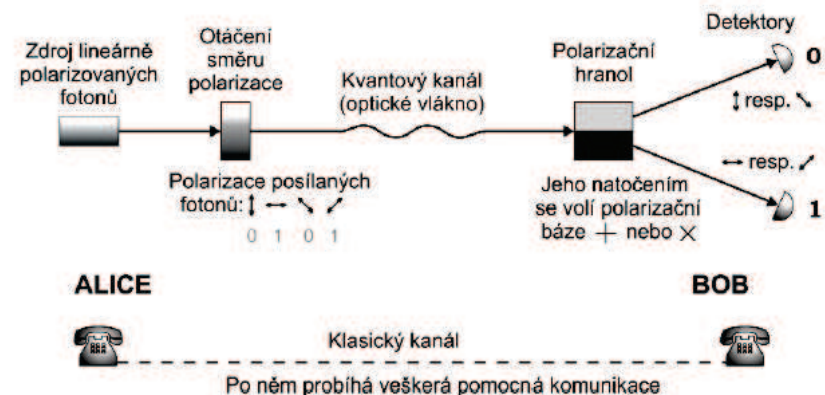 Zdroj lineárně
polarizovaných
fotonů
Otáčení
směru
polarizace
Kvantový kanál
(optické vlákno)
Polarizační
hranol
Detektory
0
↕ resp. ⤡
↔ resp. ⤢
1
Polarizace posílaných
fotonů: ↕ ↔ ⤡ ⤢
0 1 0 1
Jeho natočením
se volí polarizační
báze + nebo ×
ALICE
BOB
Klasický kanál
Po něm probíhá veškerá pomocná komunikace